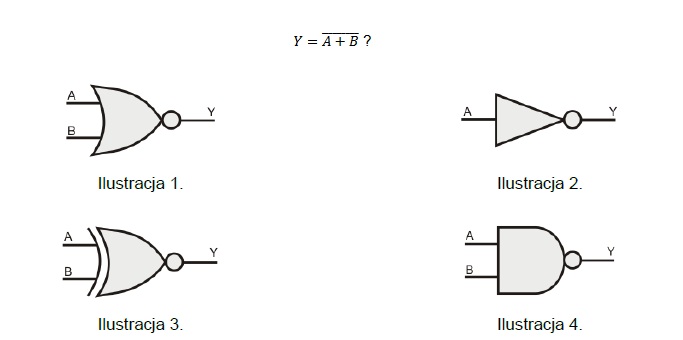 Y = \overline{A + B} ?
A
B
Y
Ilustracja 1.
A
Y
Ilustracja 2.
A
B
Y
Ilustracja 3.
A
B
Y
Ilustracja 4.